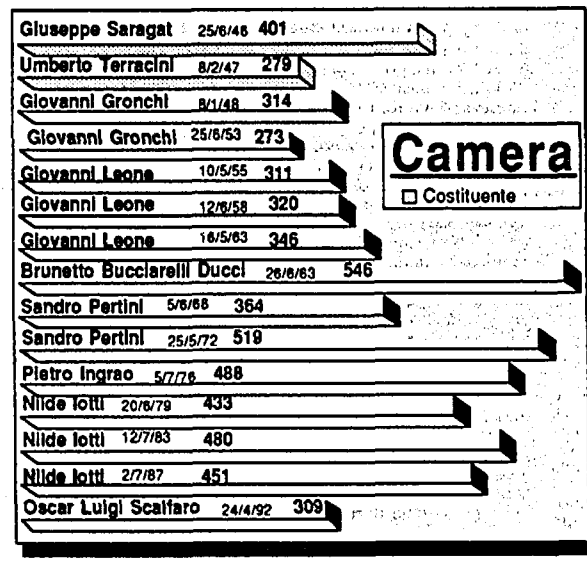 Giuseppe Saragat 25/6/46 401
Umberto Terracini 8/2/47 279
Giovanni Gronchi 8/1/48 314
Giovanni Gronchi 25/6/53 273
Giovanni Leone 10/5/55 311
Giovanni Leone 12/6/58 320
Giovanni Leone 16/5/63 346
Brunetto Bucciarelli Ducci 26/6/63 546
Sandro Pertini 5/6/68 364
Sandro Pertini 25/5/72 519
Pietro Ingrao 5/7/76 488
Nilde Iotti 20/6/79 433
Nilde Iotti 12/7/83 480
Nilde Iotti 2/7/87 451
Oscar Luigi Scalfaro 24/4/92 309
Camera
Costituente